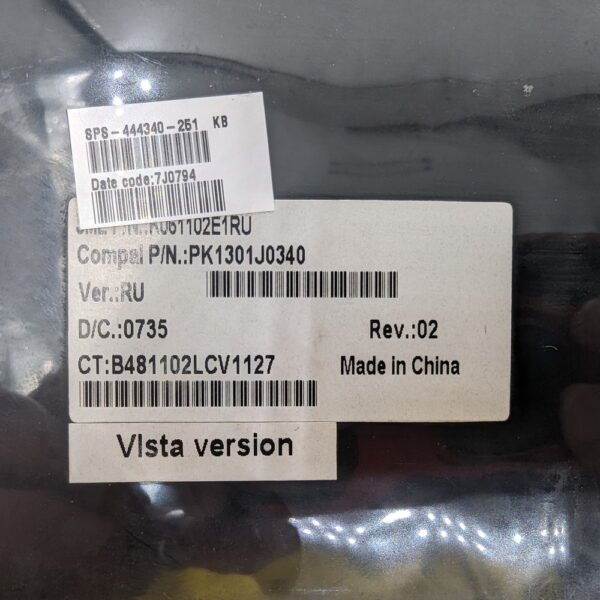 SPS-444340-251 KB
Date code:7J0794
P/N.:K061102E1RU
Compal P/N.:PK1301J0340
Ver.:RU
D/C.:0735 Rev.:02
CT:B481102LCV1127 Made in China
VIsta version